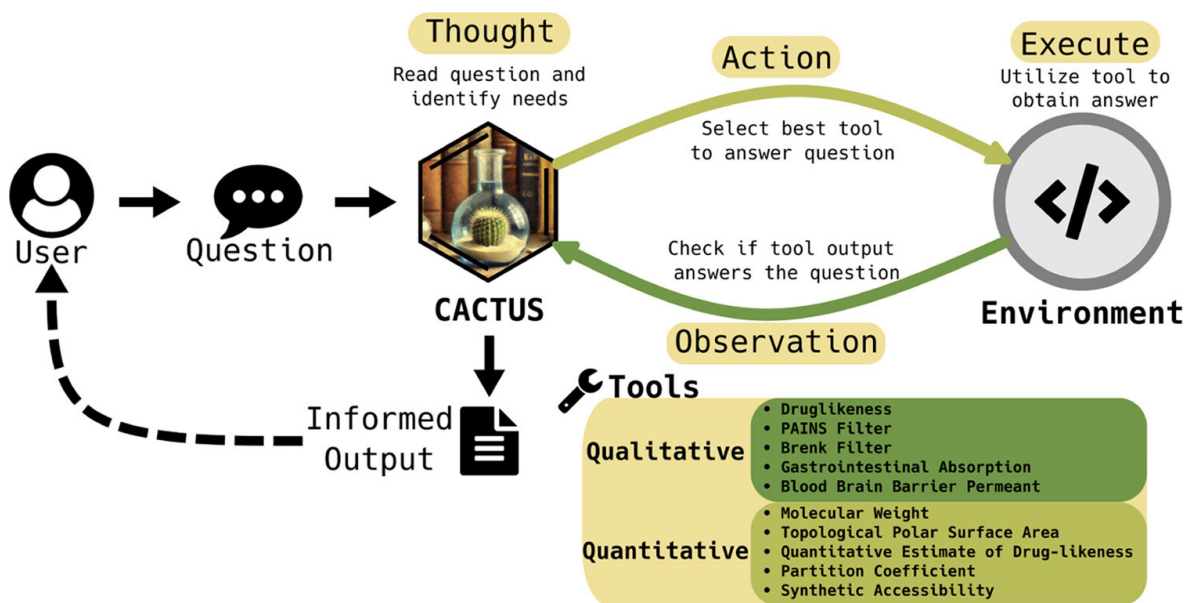 Thought
Read question and
identify needs
Action
Select best tool
to answer question
Execute
Utilize tool to
obtain answer
User
Question
CACTUS
</>
Environment
Check if tool output
answers the question
Observation
Informed
Output
Tools
Qualitative
• Druglikeness
• PAINS Filter
• Brenk Filter
• Gastrointestinal Absorption
• Blood Brain Barrier Permeant
Quantitative
• Molecular Weight
• Topological Polar Surface Area
• Quantitative Estimate of Drug-likeness
• Partition Coefficient
• Synthetic Accessibility